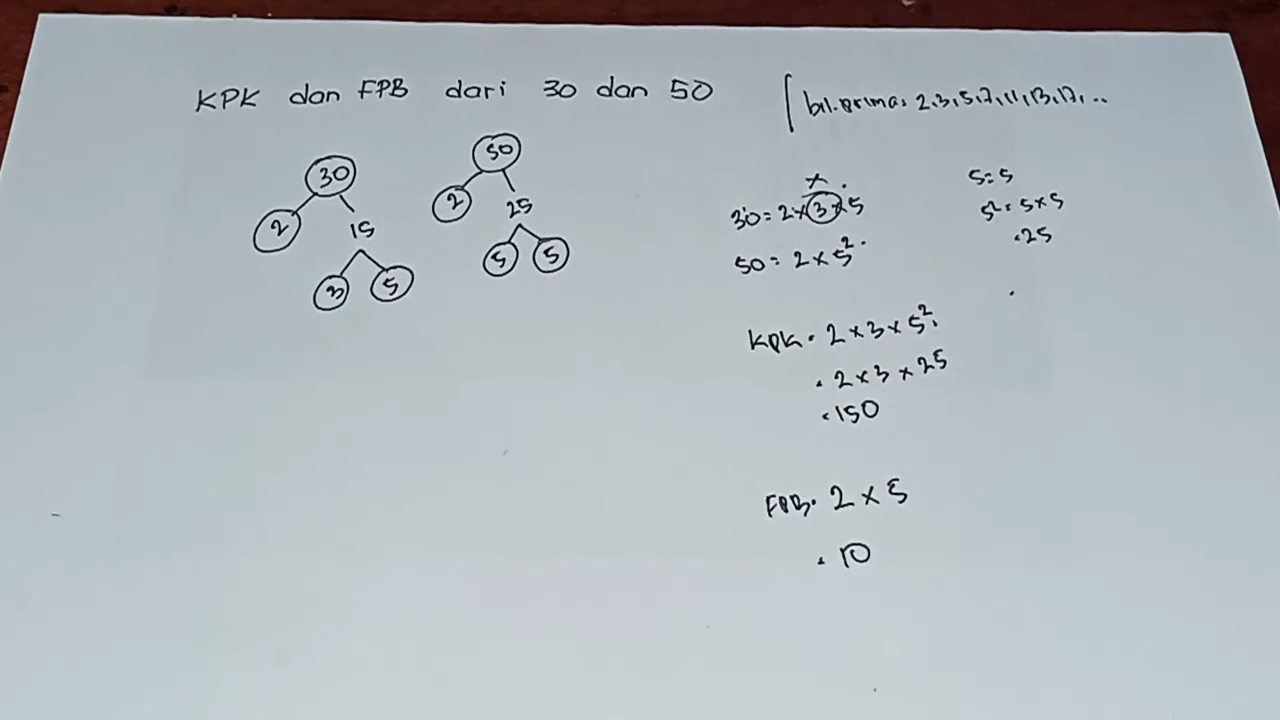 KPK dan FPB dari 30 dan 50
bil. prima = 2, 3, 5, 7, 11, 13, 17, ...
30
2
15
3 5
50
2
25
5 5
x
30 = 2 x 3 x 5
50 = 2 x 5²
5 = 5
5² = 5 x 5
= 25
KPK = 2 x 3 x 5²
= 2 x 3 x 25
= 150
FPB = 2 x 5
= 10